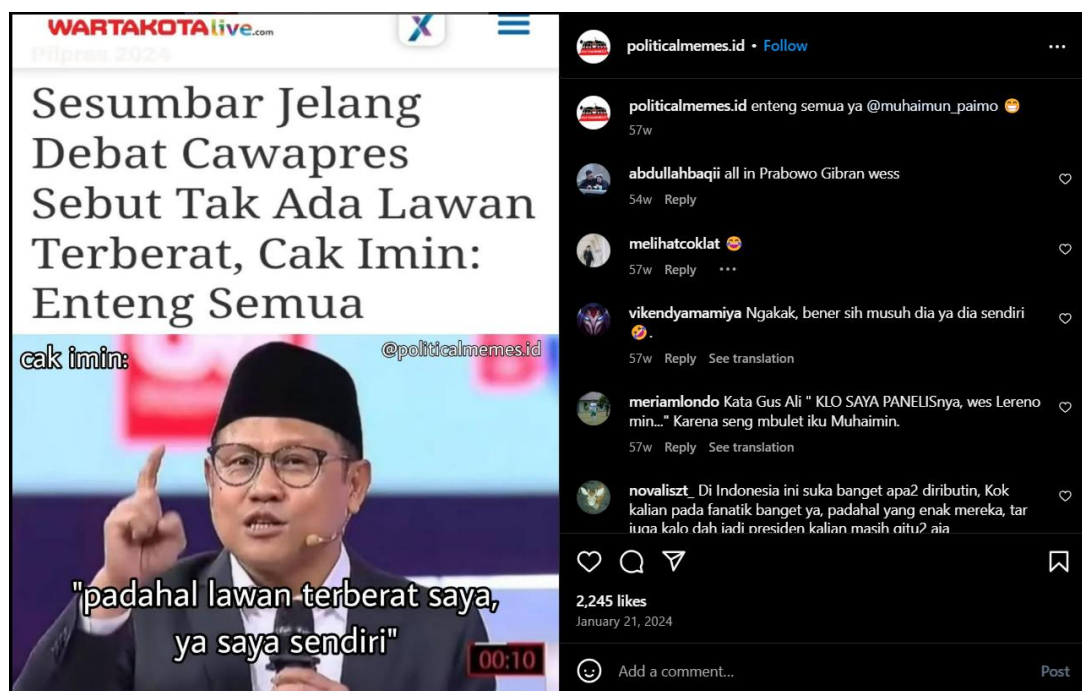 WARTAKOTAlive.com
Pilpres 2024
Sesumbar Jelang
Debat Cawapres
Sebut Tak Ada Lawan
Terberat, Cak Imin:
Enteng Semua
cak imin:
@politicalmemes.id
"padahal lawan terberat saya,
ya saya sendiri"
00:10
politicalmemes.id • Follow
politicalmemes.id enteng semua ya @muhaimun_paimo 😁
57w
abdullahbaqii all in Prabowo Gibran wess
54w Reply
melihatcoklat 😂
57w Reply
vikendyamamiya Ngakak, bener sih musuh dia ya dia sendiri
🤣.
57w Reply See translation
meriamlondo Kata Gus Ali " KLO SAYA PANELISnya, wes Lereno
min..." Karena seng mbulet iku Muhaimin.
57w Reply See translation
novaliszt_ Di Indonesia ini suka banget apa2 diributin, Kok
kalian pada fanatik banget ya, padahal yang enak mereka, tar
juga kalo dah jadi presiden kalian masih gitu2 aja
2,245 likes
January 21, 2024
Add a comment...
Post